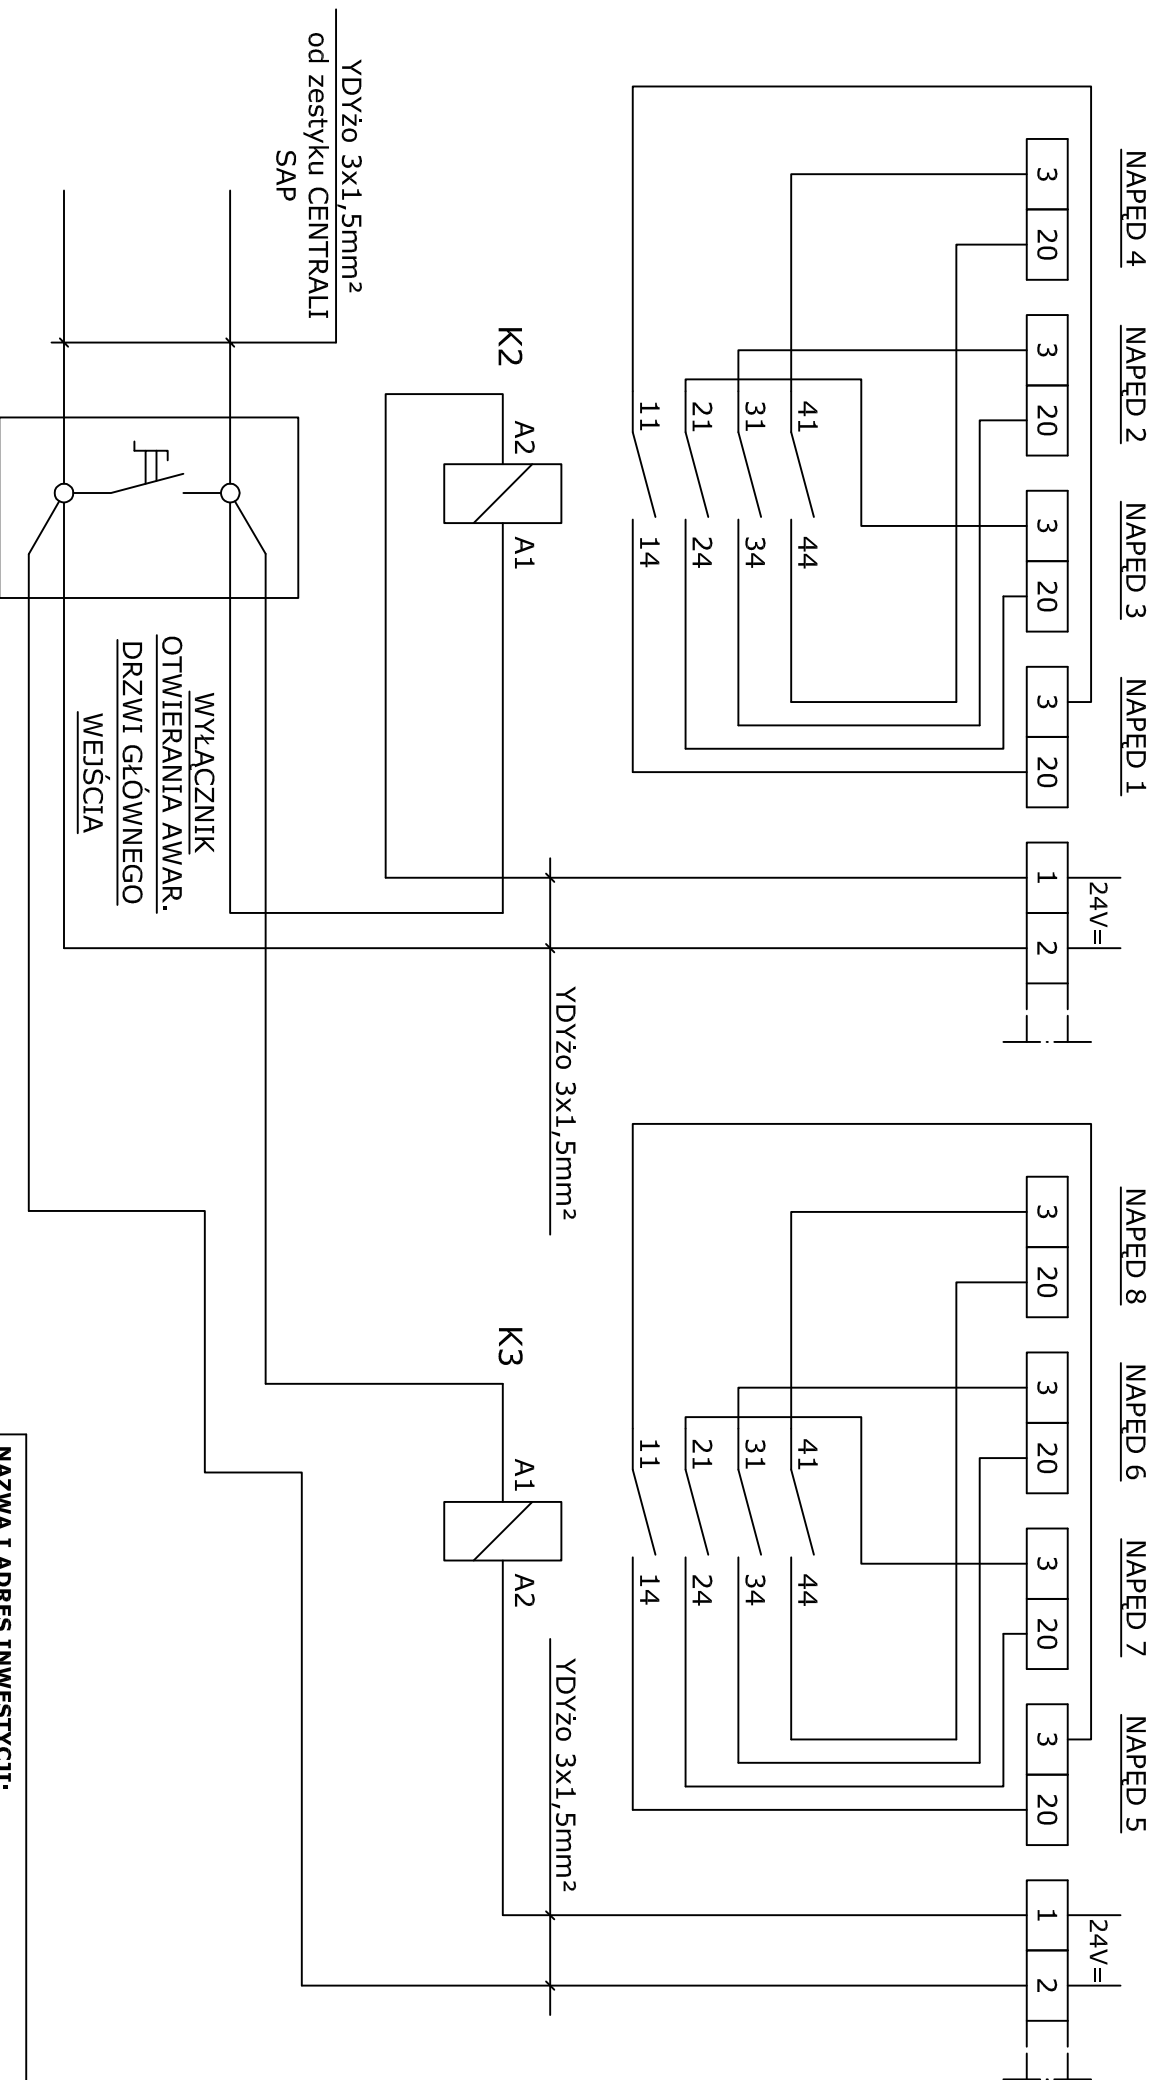 NAPĘD 4
NAPĘD 2
NAPĘD 3
NAPĘD 1
3
20
3
20
3
20
3
20
1
2
24V=
41
44
31
34
21
24
11
14
K2
A2
A1
YDYżo 3x1,5mm²
YDYżo 3x1,5mm²
od zestyku CENTRALI
SAP
WYŁĄCZNIK
OTWIERANIA AWAR.
DRZWI GŁÓWNEGO
WEJŚCIA
NAPĘD 8
NAPĘD 6
NAPĘD 7
NAPĘD 5
3
20
3
20
3
20
3
20
1
2
24V=
41
44
31
34
21
24
11
14
K3
A1
A2
YDYżo 3x1,5mm²
NAZWA I ADRES INWESTYCJI: